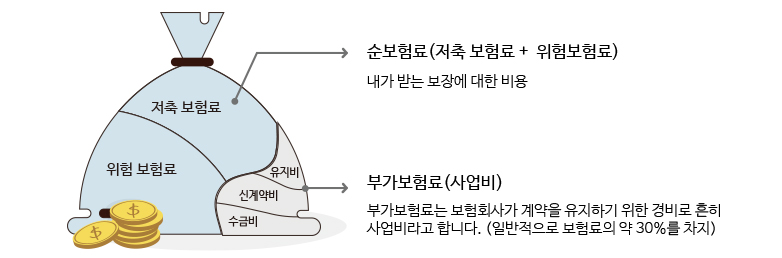 순보험료(저축 보험료 + 위험보험료)
내가 받는 보장에 대한 비용
저축 보험료
위험 보험료
유지비
신계약비
수금비
부가보험료(사업비)
부가보험료는 보험회사가 계약을 유지하기 위한 경비로 흔히
사업비라고 합니다. (일반적으로 보험료의 약 30%를 차지)
$
$